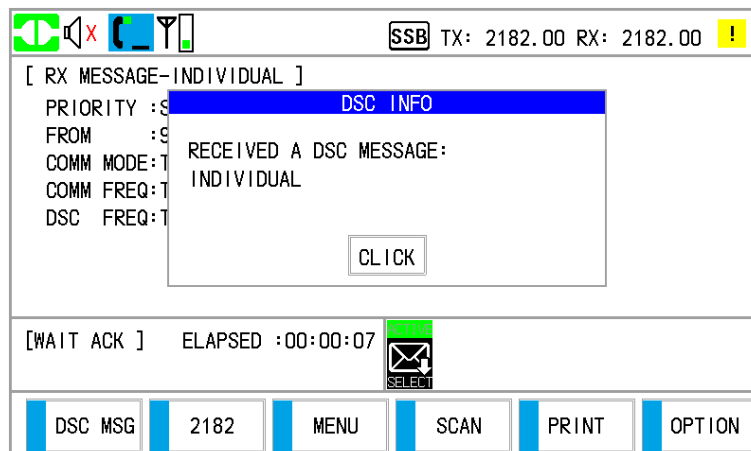 SSB TX: 2182.00 RX: 2182.00 !
[ RX MESSAGE-INDIVIDUAL ]
PRIORITY :S
FROM :9
COMM MODE:T
COMM FREQ:T
DSC FREQ:T
DSC INFO
RECEIVED A DSC MESSAGE:
INDIVIDUAL
CLICK
[WAIT ACK ] ELAPSED :00:00:07
ACTIVE
SELECT
DSC MSG 2182 MENU SCAN PRINT OPTION